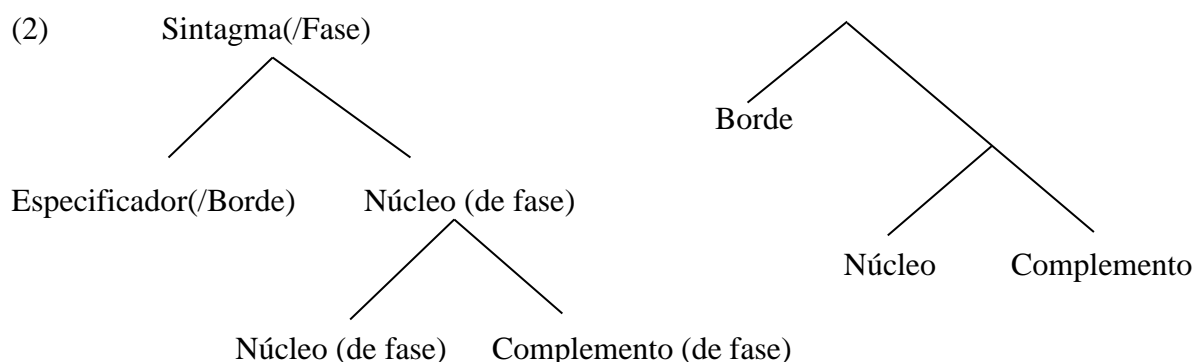 (2) Sintagma(/Fase)
Especificador(/Borde) Núcleo (de fase)
Núcleo (de fase) Complemento (de fase)
Borde
Núcleo Complemento